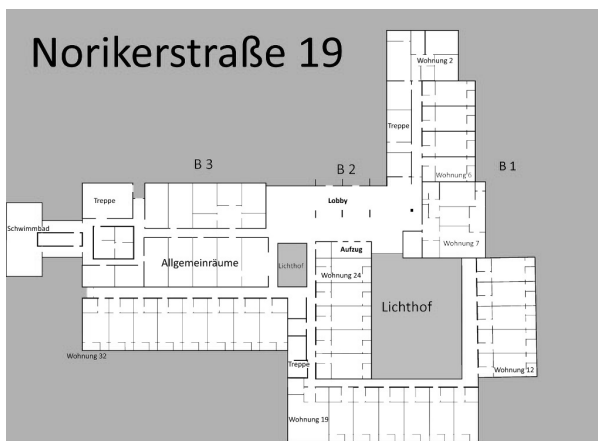 Norikerstraße 19
Wohnung 2
Treppe
B 3
B 2
B 1
Wohnung 6
Treppe
Lobby
Schwimmbad
Wohnung 7
Aufzug
Allgemeinräume
Lichthof
Wohnung 24
Lichthof
Wohnung 32
Treppe
Wohnung 12
Wohnung 19